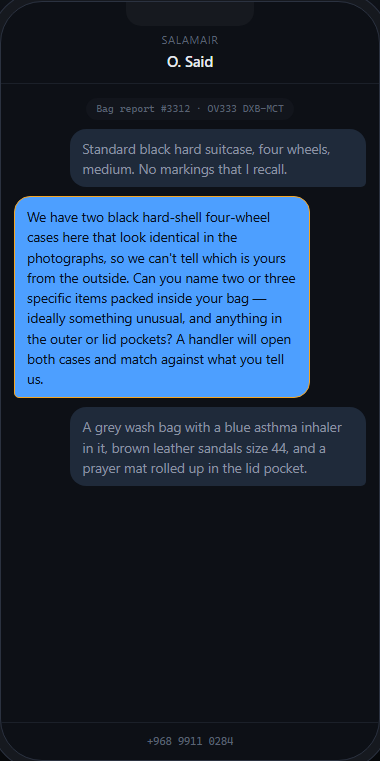 SALAMAIR
O. Said
Bag report #3312 · OV333 DXB–MCT
Standard black hard suitcase, four wheels,
medium. No markings that I recall.
We have two black hard-shell four-wheel
cases here that look identical in the
photographs, so we can't tell which is yours
from the outside. Can you name two or three
specific items packed inside your bag —
ideally something unusual, and anything in
the outer or lid pockets? A handler will open
both cases and match against what you tell
us.
A grey wash bag with a blue asthma inhaler
in it, brown leather sandals size 44, and a
prayer mat rolled up in the lid pocket.
+968 9911 0284